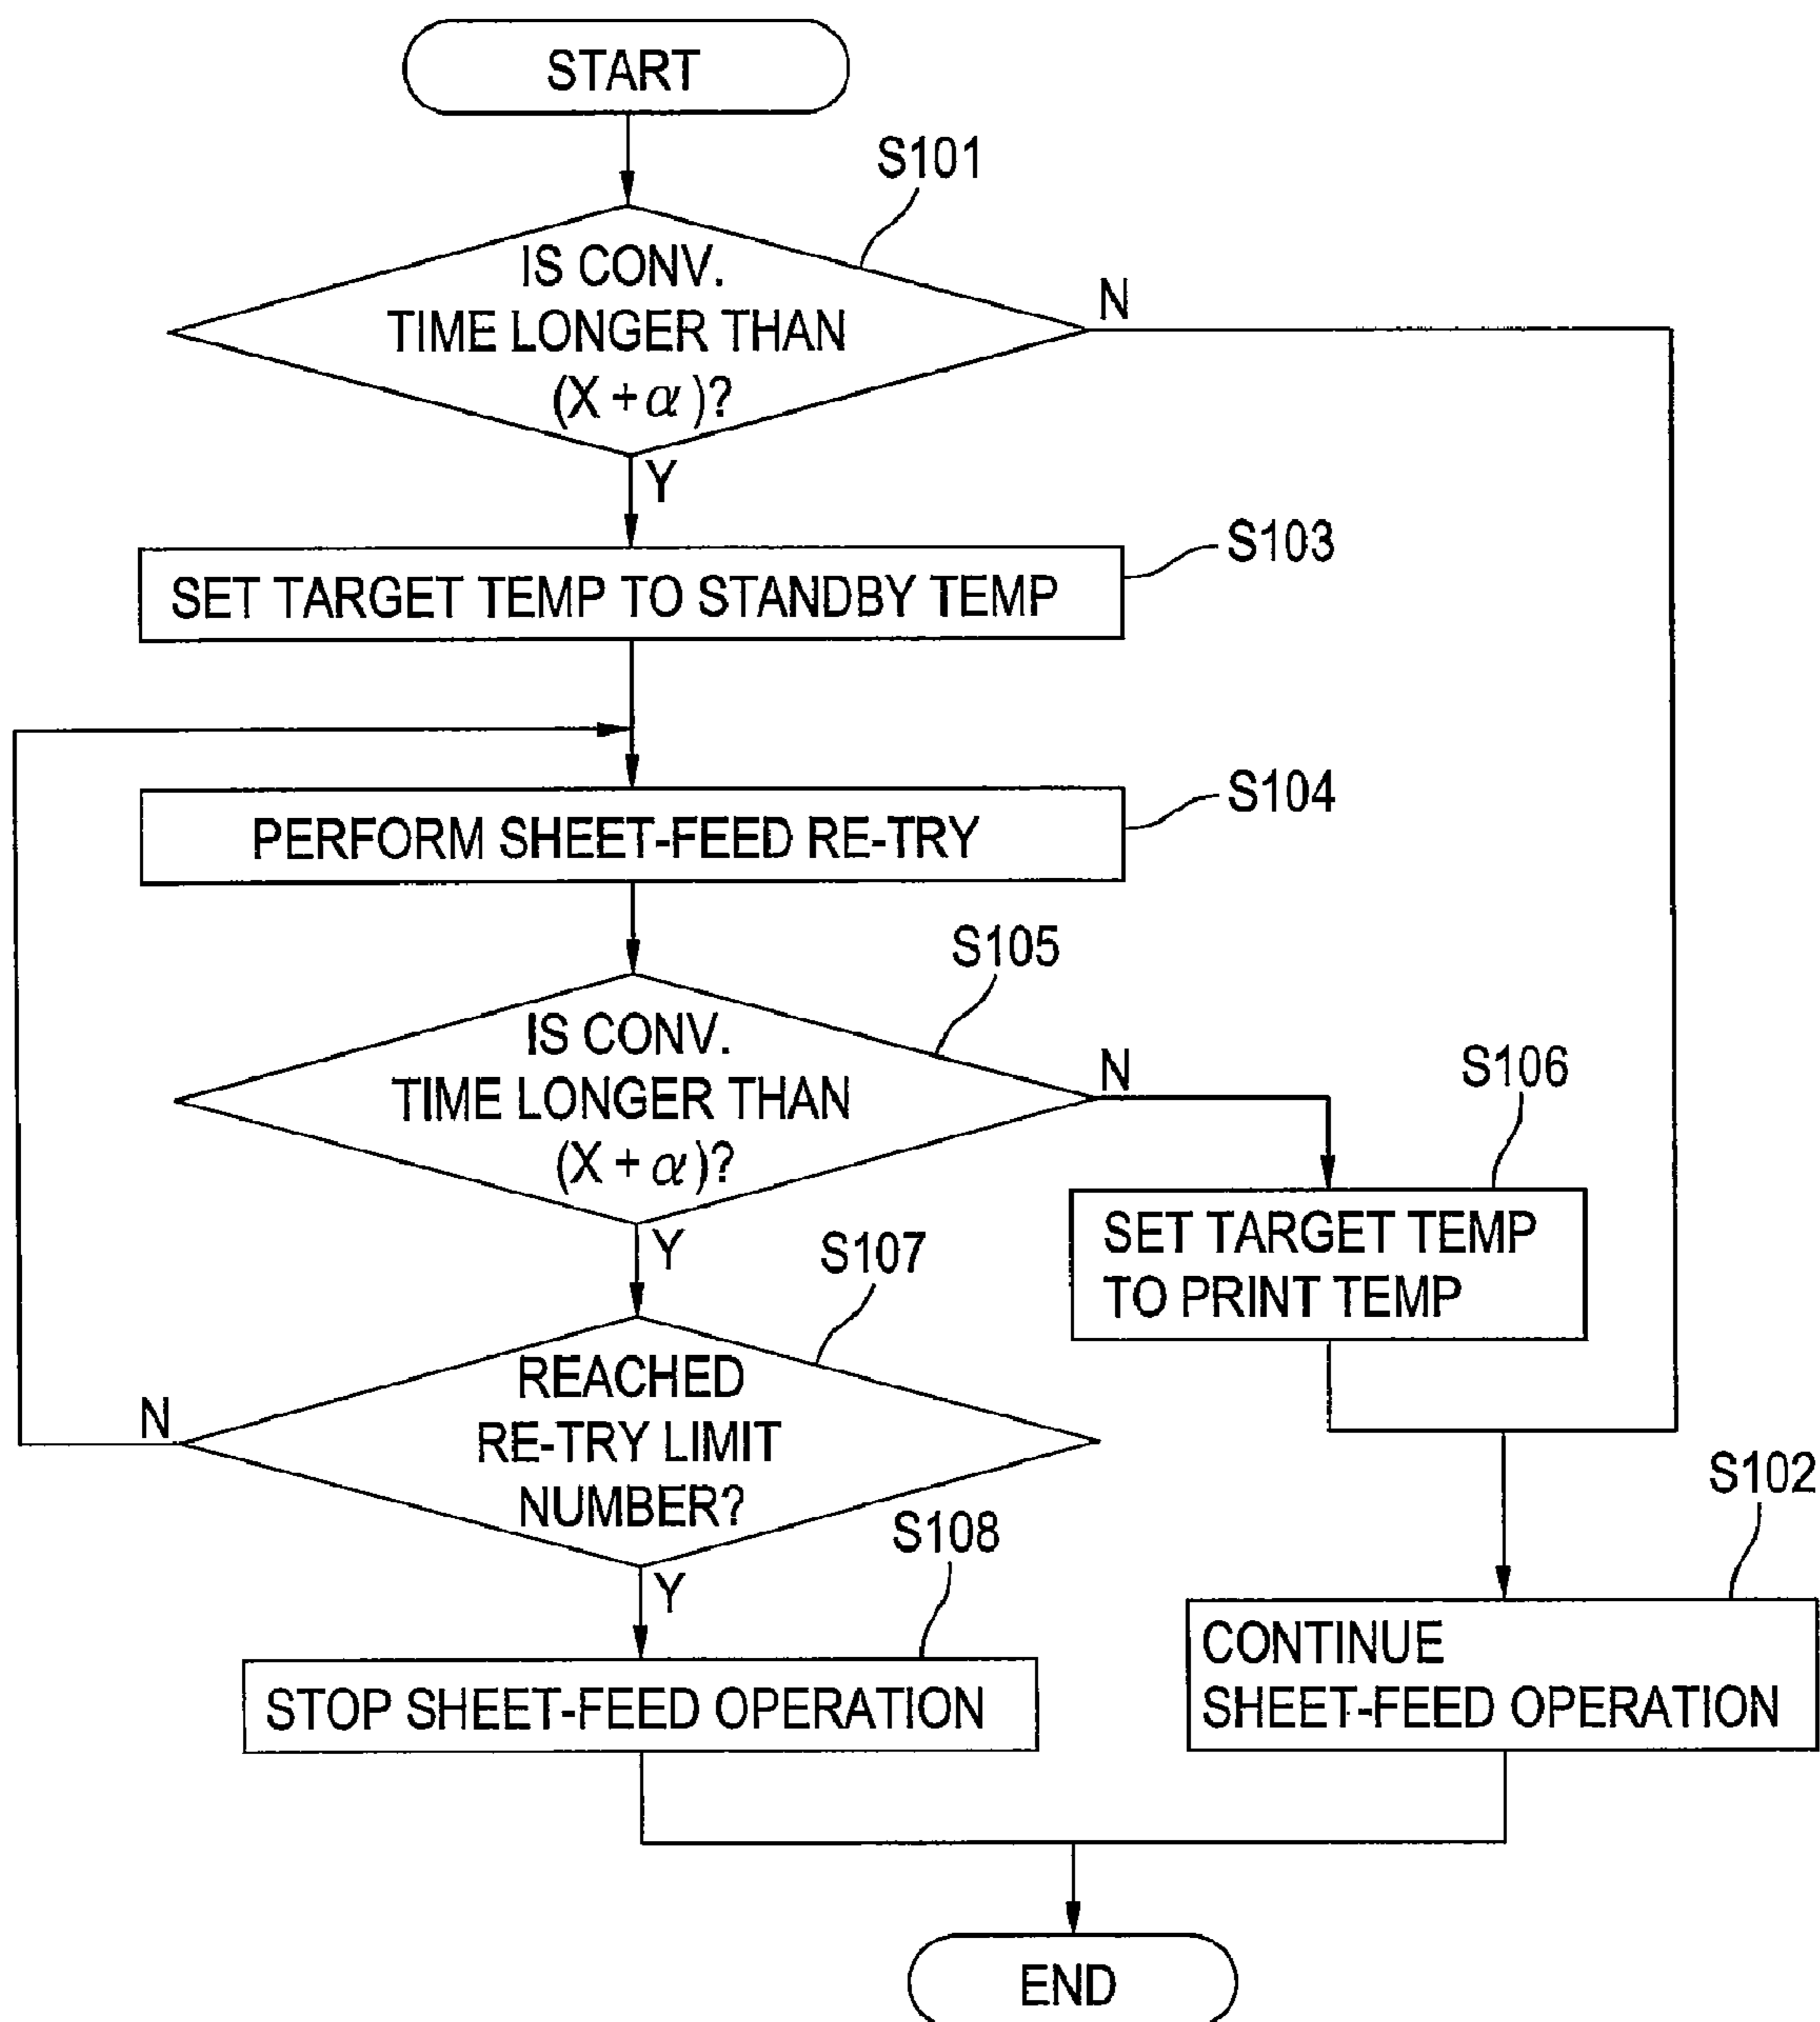 START
S101
IS CONV.
TIME LONGER THAN
(X + α)?
N
Y
S103
SET TARGET TEMP TO STANDBY TEMP
S104
PERFORM SHEET-FEED RE-TRY
S105
IS CONV.
TIME LONGER THAN
(X + α)?
N
S106
SET TARGET TEMP
TO PRINT TEMP
Y
S107
REACHED
RE-TRY LIMIT
NUMBER?
N
Y
S108
STOP SHEET-FEED OPERATION
S102
CONTINUE
SHEET-FEED OPERATION
END